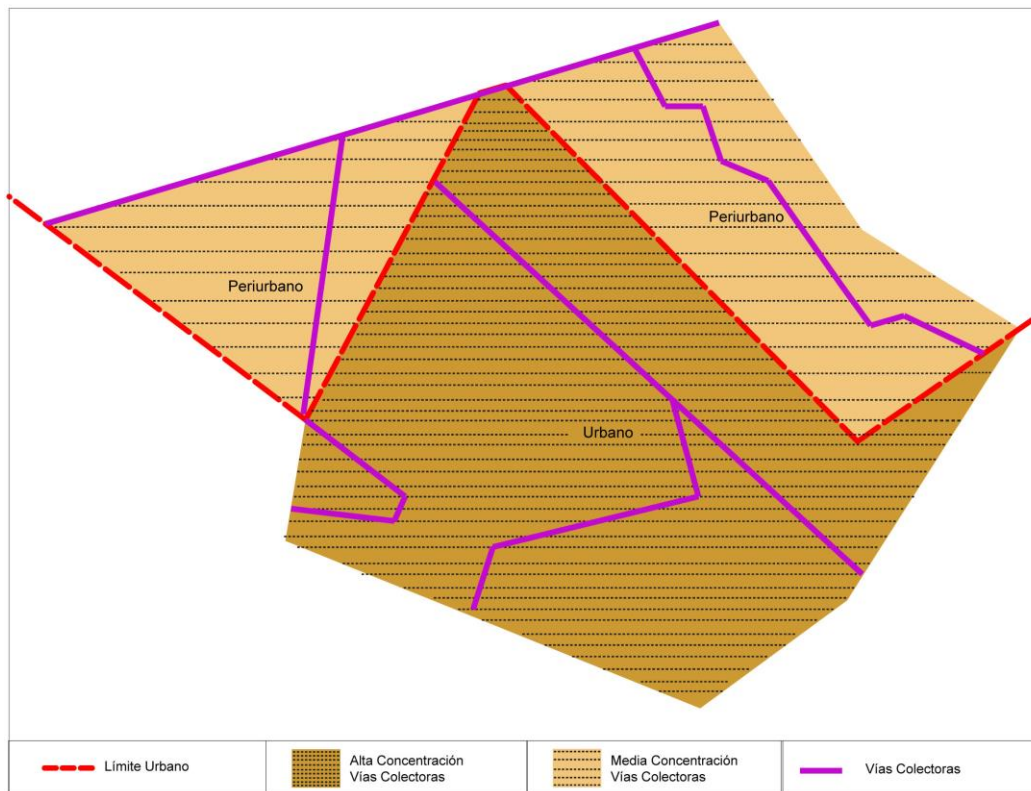 Periurbano
Periurbano
Urbano
Límite Urbano
Alta Concentración
Vías Colectoras
Media Concentración
Vías Colectoras
Vías Colectoras